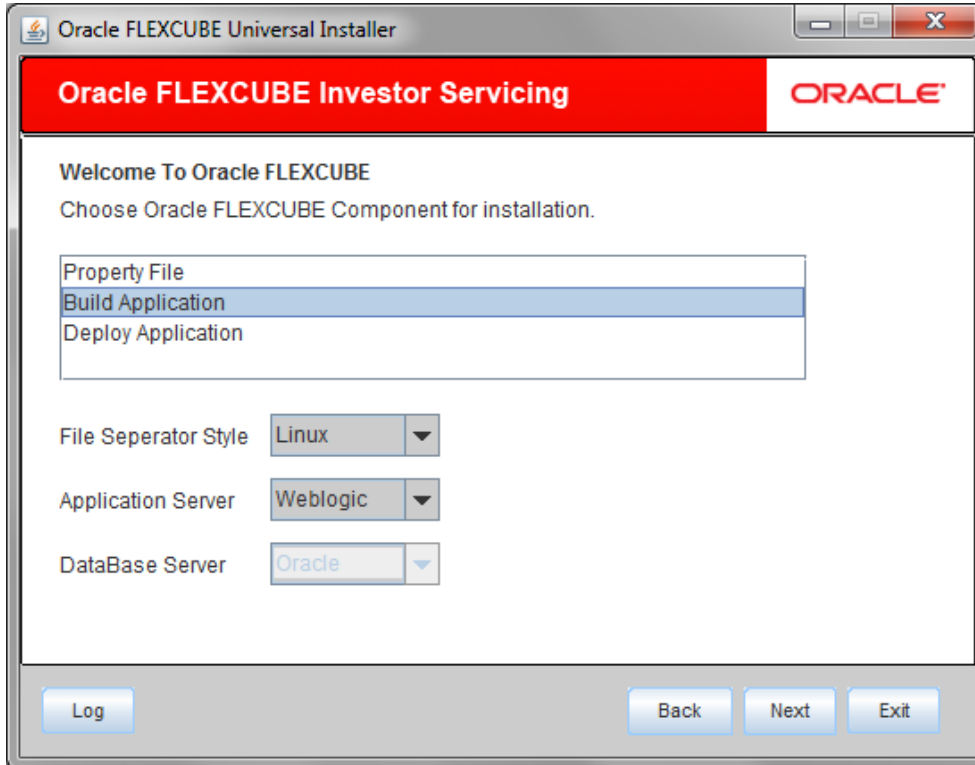 Oracle FLEXCUBE Universal Installer
Oracle FLEXCUBE Investor Servicing
ORACLE
Welcome To Oracle FLEXCUBE
Choose Oracle FLEXCUBE Component for installation.
Property File
Build Application
Deploy Application
File Seperator Style Linux
Application Server Weblogic
DataBase Server Oracle
Log Back Next Exit